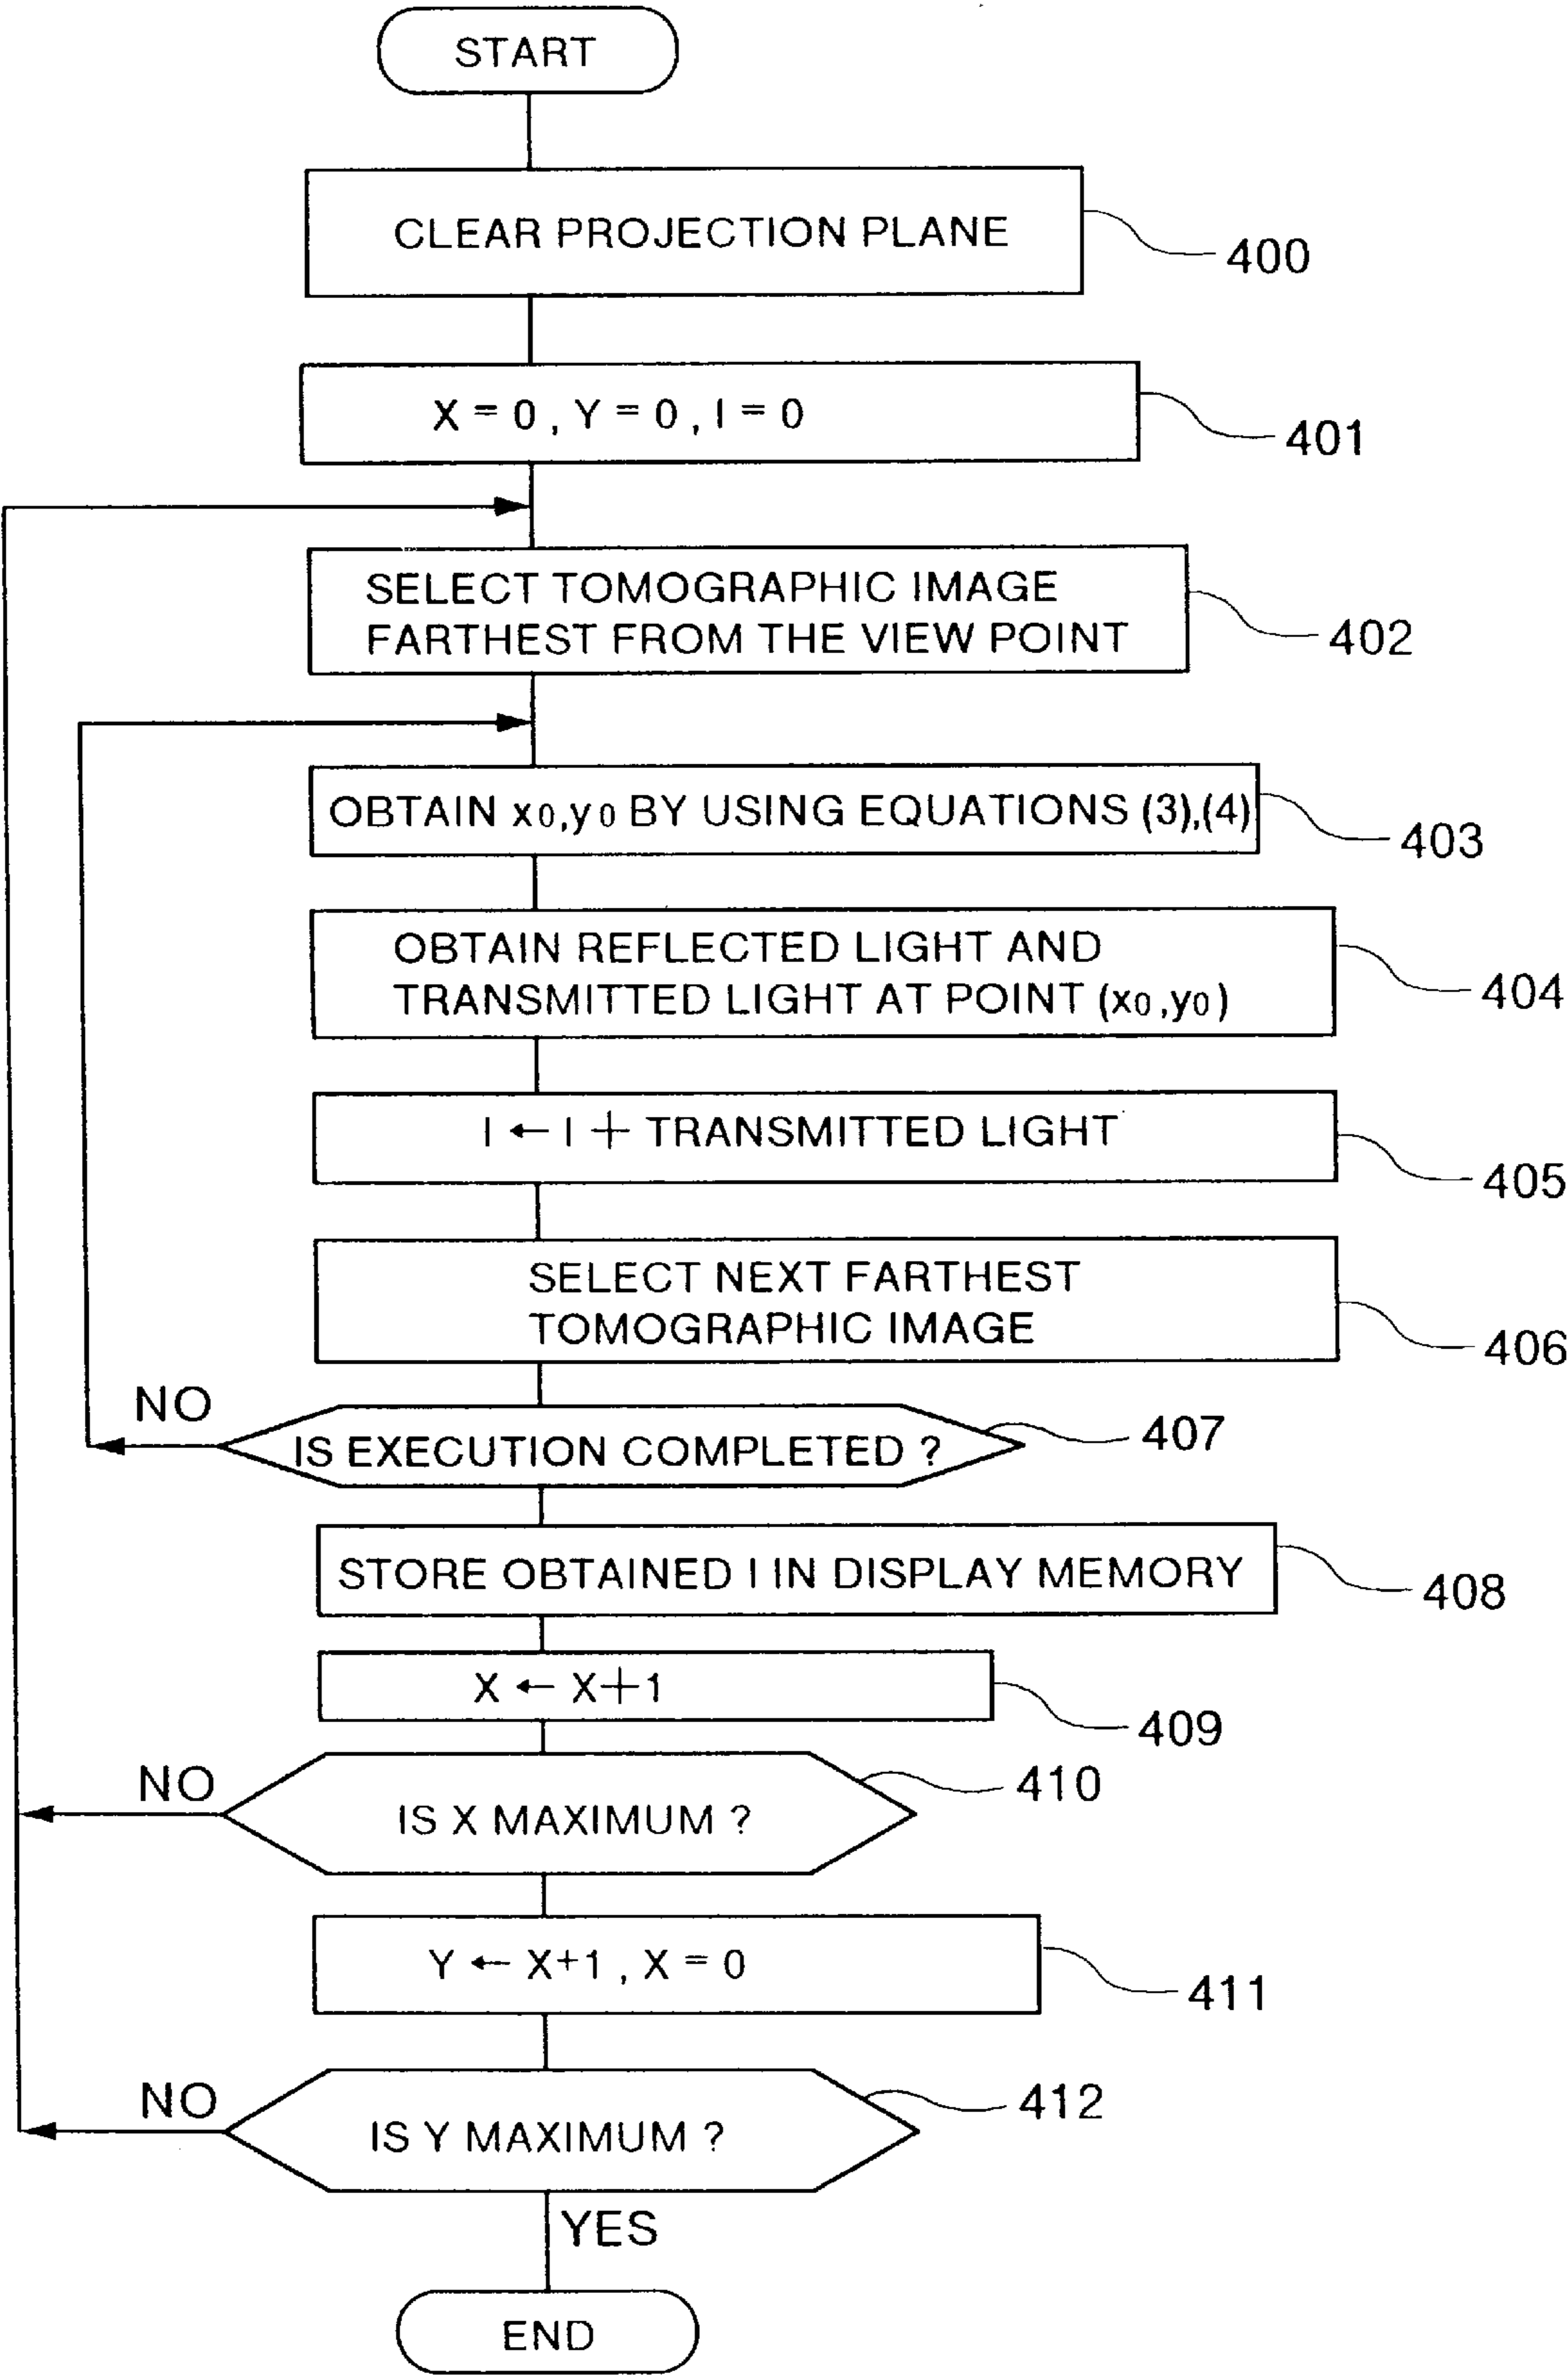 START
CLEAR PROJECTION PLANE
400
X = 0 , Y = 0 , I = 0
401
SELECT TOMOGRAPHIC IMAGE
FARTHEST FROM THE VIEW POINT
402
OBTAIN x0,y0 BY USING EQUATIONS (3),(4)
403
OBTAIN REFLECTED LIGHT AND
TRANSMITTED LIGHT AT POINT (x0,y0)
404
I ← I + TRANSMITTED LIGHT
405
SELECT NEXT FARTHEST
TOMOGRAPHIC IMAGE
406
NO
IS EXECUTION COMPLETED ?
407
STORE OBTAINED I IN DISPLAY MEMORY
408
X ← X+1
409
NO
IS X MAXIMUM ?
410
Y ← X+1 , X = 0
411
NO
IS Y MAXIMUM ?
412
YES
END